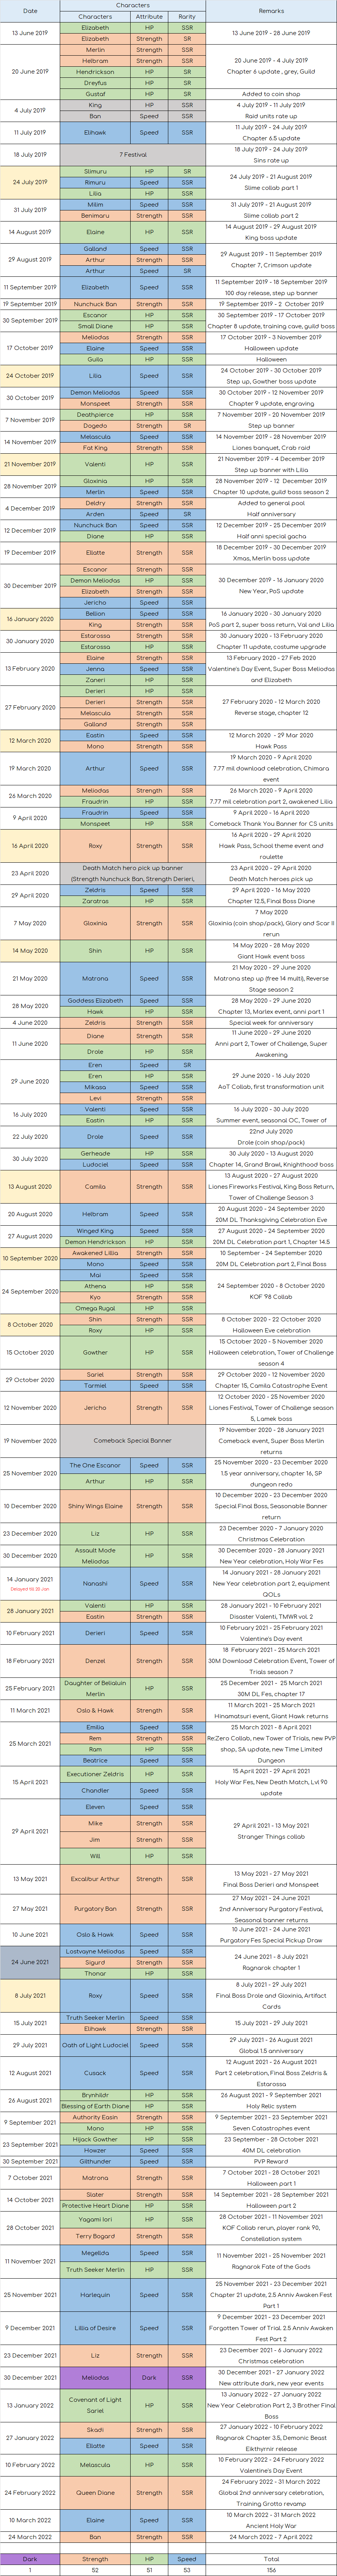 Date Characters Remarks
Characters Attribute Rarity
13 June 2019 Elizabeth HP SSR 13 June 2019 - 28 June 2019
Elizabeth Strength SR
20 June 2019 Merlin Strength SSR 20 June 2019 - 4 July 2019
Chapter 6 update , grey, Guild
Helbram Strength SSR
Hendrickson HP SR
Dreyfus HP SR
Gustaf HP SR Added to coin shop
4 July 2019 King HP SSR 4 July 2019 - 11 July 2019
Ban Speed SSR Raid units rate up
11 July 2019 Elihawk Speed SSR 11 July 2019 - 24 July 2019
Chapter 6.5 update
18 July 2019 7 Festival 18 July 2019 - 24 July 2019
Sins rate up
24 July 2019 Slimuru HP SR 24 July 2019 - 21 August 2019
Slime collab part 1
Rimuru Speed SSR
Lilia HP SSR
31 July 2019 Milim Speed SSR 31 July 2019 - 21 August 2019
Benimaru Strength SSR Slime collab part 2
14 August 2019 Elaine HP SSR 14 August 2019 - 29 August 2019
King boss update
29 August 2019 Galland Speed SSR 29 August 2019 - 11 September 2019
Chapter 7, Crimson update
Arthur Strength SSR
Arthur Speed SR
11 September 2019 Elizabeth Speed SSR 11 September 2019 - 18 September 2019
100 day release, step up banner
19 September 2019 Nunchuck Ban Strength SSR 19 September 2019 - 2 October 2019
30 September 2019 Escanor HP SSR 30 September 2019 - 17 October 2019
Small Diane HP SSR Chapter 8 update, training cave, guild boss
17 October 2019 Meliodas Strength SSR 17 October 2019 - 3 November 2019
Elaine Speed SSR Halloween update
Guila HP SSR Halloween
24 October 2019 Lilia Speed SSR 24 October 2019 - 30 October 2019
Step up, Gowther boss update
30 October 2019 Demon Meliodas Speed SSR 30 October 2019 - 12 November 2019
Monspeet Strength SSR Chapter 9 update, engraving
7 November 2019 Deathpierce HP SSR 7 November 2019 - 20 November 2019
Dogedo Strength SR Step up banner
14 November 2019 Melascula Speed SSR 14 November 2019 - 28 November 2019
Fat King Strength SSR Liones banquet, Crab raid
21 November 2019 Valenti HP SSR 21 November 2019 - 4 December 2019
Step up banner with Lilia
28 November 2019 Gloxinia HP SSR 28 November 2019 - 12 December 2019
Merlin Speed SSR Chapter 10 update, guild boss season 2
4 December 2019 Deldry Strength SSR Added to general pool
Arden Speed SR Half anniversary
12 December 2019 Nunchuck Ban Speed SSR 12 December 2019 - 25 December 2019
Diane HP SSR Half anni special gacha
19 December 2019 Ellatte Strength SSR 18 December 2019 - 30 December 2019
Xmas, Merlin boss update
30 December 2019 Escanor Strength SSR 30 December 2019 - 16 January 2020
New Year, PoS update
Demon Meliodas HP SSR
Elizabeth Strength SSR
Jericho Speed SSR
16 January 2020 Bellion Speed SSR 16 January 2020 - 30 January 2020
King Strength SSR PoS part 2, super boss return, Val and Lilia
30 January 2020 Estarossa Strength SSR 30 January 2020 - 13 February 2020
Estarossa HP SSR Chapter 11 update, costume upgrade
13 February 2020 Elaine Strength SSR 13 February 2020 - 27 Feb 2020
Jenna Speed SSR Valentine's Day Event, Super Boss Meliodas
Zaneri HP SSR and Elizabeth
27 February 2020 Derieri HP SSR 27 February 2020 - 12 March 2020
Reverse stage, chapter 12
Derieri Strength SSR
Melascula Strength SSR
Galland Strength SSR
12 March 2020 Eastin Speed SSR 12 March 2020 - 29 Mar 2020
Mono Strength SSR Hawk Pass
19 March 2020 Arthur Speed SSR 19 March 2020 - 9 April 2020
7.77 mil download celebration, Chimara
event
26 March 2020 Meliodas Strength SSR 26 March 2020 - 9 April 2020
Fraudrin HP SSR 7.77 mil celebration part 2, awakened Lilia
9 April 2020 Fraudrin Speed SSR 9 April 2020 - 16 April 2020
Monspeet HP SSR Comeback Thank You Banner for CS units
16 April 2020 Roxy Strength SSR 16 April 2020 - 29 April 2020
Hawk Pass, School theme event and
roulette
23 April 2020 Death Match hero pick up banner 23 April 2020 - 29 April 2020
(Strength Nunchuck Ban, Strength Derieri, Death Match heroes pick up
29 April 2020 Zeldris Speed SSR 29 April 2020 - 16 May 2020
Zaratras HP SSR Chapter 12.5, Final Boss Diane
7 May 2020 Gloxinia Strength SSR 7 May 2020
Gloxinia (coin shop/pack), Glory and Scar II
rerun
14 May 2020 Shin HP SSR 14 May 2020 - 28 May 2020
Giant Hawk event boss
21 May 2020 Matrona Speed SSR 21 May 2020 - 29 June 2020
Matrona step up (free 14 multi), Reverse
Stage season 2
28 May 2020 Goddess Elizabeth Speed SSR 28 May 2020 - 29 June 2020
Hawk HP SSR Chapter 13, Marlex event, anni part 1
4 June 2020 Zeldris Strength SSR Special week for anniversary
11 June 2020 Diane Strength SSR 11 June 2020 - 29 June 2020
Anni part 2, Tower of Challenge, Super
Drole HP SSR Awakening
29 June 2020 Eren Speed SR 29 June 2020 - 16 July 2020
AoT Collab, first transformation unit
Eren HP SSR
Mikasa Speed SSR
Levi Strength SSR
16 July 2020 Valenti Speed SSR 16 July 2020 - 30 July 2020
Eastin HP SSR Summer event, seasonal OC, Tower of
22 July 2020 Drole Speed SSR 22nd July 2020
Drole (coin shop/pack)
30 July 2020 Gerheade HP SSR 30 July 2020 - 13 August 2020
Ludociel Speed SSR Chapter 14, Grand Brawl, Knighthood boss
13 August 2020 Camila Strength SSR 13 August 2020 - 27 August 2020
Liones Fireworks Festival, King Boss Return,
Tower of Challenge Season 3
20 August 2020 Helbram Speed SSR 20 August 2020 - 24 September 2020
20M DL Thanksgiving Celebration Eve
27 August 2020 Winged King Speed SSR 27 August 2020 - 24 September 2020
Demon Hendrickson HP SSR 20M DL Celebration part 1, Chapter 14.5
10 September 2020 Awakened Lillia Strength SSR 10 September 2020 - 24 September 2020
Mono Speed SSR 20M DL Celebration part 2, Final Boss
24 September 2020 Mai Speed SSR 24 September 2020 - 8 October 2020
KOF 98 Collab
Athena HP SSR
Kyo Strength SSR
Omega Rugal HP SSR
8 October 2020 Shin Strength SSR 8 October 2020 - 22 October 2020
Roxy HP SSR Halloween Eve celebration
15 October 2020 Gowther HP SSR 15 October 2020 - 5 November 2020
Halloween celebration, Tower of Challenge
season 4
29 October 2020 Sariel Strength SSR 29 October 2020 - 12 November 2020
Tarmiel Speed SSR Chapter 15, Camila Catastrophe Event
12 November 2020 Jericho Strength SSR 12 October 2020 - 25 November 2020
Liones Festival, Tower of Challenge season
5, Lamek boss
19 November 2020 Comeback Special Banner 19 November 2020 - 28 January 2021
Comeback event, Super Boss Merlin
returns
25 November 2020 The One Escanor Speed SSR 25 November 2020 - 23 December 2020
1.5 year anniversary, chapter 16, SP
Arthur HP SSR dungeon redo
10 December 2020 Shiny Wings Elaine Strength SSR 10 December 2020 - 23 December 2020
Special Final Boss, Seasonable Banner
return
23 December 2020 Liz HP SSR 23 December 2020 - 7 January 2020
Christmas Celebration
30 December 2020 Assault Mode HP SSR 30 December 2020 - 28 January 2021
Meliodas New Year celebration, Holy War Fes
14 January 2021 Nanashi Speed SSR 14 January 2021 - 28 January 2021
Delayed till 20 Jan New Year celebration part 2, equipment
QOLs
28 January 2021 Valenti HP SSR 28 January 2021 - 10 February 2021
Eastin Strength SSR Disaster Valenti, TMWR vol. 2
10 February 2021 Derieri Speed SSR 10 February 2021 - 25 February 2021
Valentine's Day event
18 February 2021 Denzel Strength SSR 18 February 2021 - 25 March 2021
30M Download Celebration Event, Tower of
Trials season 7
25 February 2021 Daughter of Belialuin HP SSR 25 December 2021 - 25 March 2021
Merlin 30M DL Fes, chapter 17
11 March 2021 Oslo & Hawk Strength SSR 11 March 2021 - 25 March 2021
Hinamatsuri event, Giant Hawk returns
25 March 2021 Emilia Speed SSR 25 March 2021 - 8 April 2021
Rem Strength SSR Re:Zero Collab, new Tower of Trials, new PVP
Ram HP SSR shop, SA update, new Time Limited
Beatrice Speed SSR Dungeon
15 April 2021 Executioner Zeldris HP SSR 15 April 2021 - 29 April 2021
Holy War Fes, New Death Match, Lvl 90
Chandler Speed SSR update
29 April 2021 Eleven Speed SSR 29 April 2021 - 13 May 2021
Stranger Things collab
Mike Strength SSR
Jim Strength SSR
Will HP SSR
13 May 2021 Excalibur Arthur Strength SSR 13 May 2021 - 27 May 2021
Final Boss Derieri and Monspeet
27 May 2021 Purgatory Ban Strength SSR 27 May 2021 - 24 June 2021
2nd Anniversary Purgatory Festival,
Seasonal banner returns
10 June 2021 Oslo & Hawk Speed SSR 10 June 2021 - 24 June 2021
Purgatory Fes Special Pickup Draw
24 June 2021 Lostvayne Meliodas Speed SSR 24 June 2021 - 8 July 2021
Ragnarok chapter 1
Sigurd Strength SSR
Thonar HP SSR
8 July 2021 Roxy Speed SSR 8 July 2021 - 29 July 2021
Final Boss Drole and Gloxinia, Artifact
Cards
15 July 2021 Truth Seeker Merlin Speed SSR 15 July 2021 - 29 July 2021
Elihawk Strength SSR
29 July 2021 Oath of Light Ludociel Speed SSR 29 July 2021 - 26 August 2021
Global 1.5 anniversary
12 August 2021 Cusack Speed SSR 12 August 2021 - 26 August 2021
Part 2 celebration, Final Boss Zeldris &
Estarossa
26 August 2021 Brynhildr HP SSR 26 August 2021 - 9 September 2021
Blessing of Earth Diane HP SSR Holy Relic system
9 September 2021 Authority Easin Strength SSR 9 September 2021 - 23 September 2021
Mono HP SSR Seven Catastrophes event
23 September 2021 Hijack Gowther HP SSR 23 September - 28 October 2021
Howzer Speed SSR 40M DL celebration
30 September 2021 Gilthunder Speed SSR PVP Reward
7 October 2021 Matrona Strength SSR 7 October 2021 - 28 October 2021
Halloween part 1
14 October 2021 Slater Strength SSR 14 September 2021 - 28 September 2021
Protective Heart Diane HP SSR Halloween part 2
28 October 2021 Yagami Iori HP SSR 28 October 2021 - 11 November 2021
KOF Collab rerun, player rank 90,
Terry Bogard Strength SSR Constellation system
11 November 2021 Megellda Speed SSR 11 November 2021 - 25 November 2021
Ragnarok Fate of the Gods
Truth Seeker Merlin HP SSR
25 November 2021 Harlequin Speed SSR 25 November 2021 - 23 December 2021
Chapter 21 update, 2.5 Anniv Awaken Fest
Part 1
9 December 2021 Lillia of Desire Speed SSR 9 December 2021 - 23 December 2021
Forgotten Tower of Trial, 2.5 Anniv Awaken
Fest Part 2
23 December 2021 Liz Strength SSR 23 December 2021 - 6 January 2022
Christmas celebration
30 December 2021 Meliodas Dark SSR 30 December 2021 - 27 January 2022
New attribute dark, new year events
13 January 2022 Covenant of Light HP SSR 13 January 2022 - 27 January 2022
Sariel New Year Celebration Part 2, 3 Brother Final
Boss
27 January 2022 Skadi Strength SSR 27 January 2022 - 10 February 2022
Ragnarok Chapter 3.5, Demonic Beast
Ellatte Speed SSR Eikthyrnir release
10 February 2022 Melascula HP SSR 10 February 2022 - 24 February 2022
Valentine's Day Event
24 February 2022 Queen Diane Strength SSR 24 February 2022 - 31 March 2022
Global 2nd anniversary celebration,
Training Grotto revamp
10 March 2022 Elaine Speed SSR 10 March 2022 - 31 March 2022
Ancient Holy War
24 March 2022 Ban Strength SSR 24 March 2022 - 7 April 2022
Dark Strength HP Speed Total
1 52 51 53 156